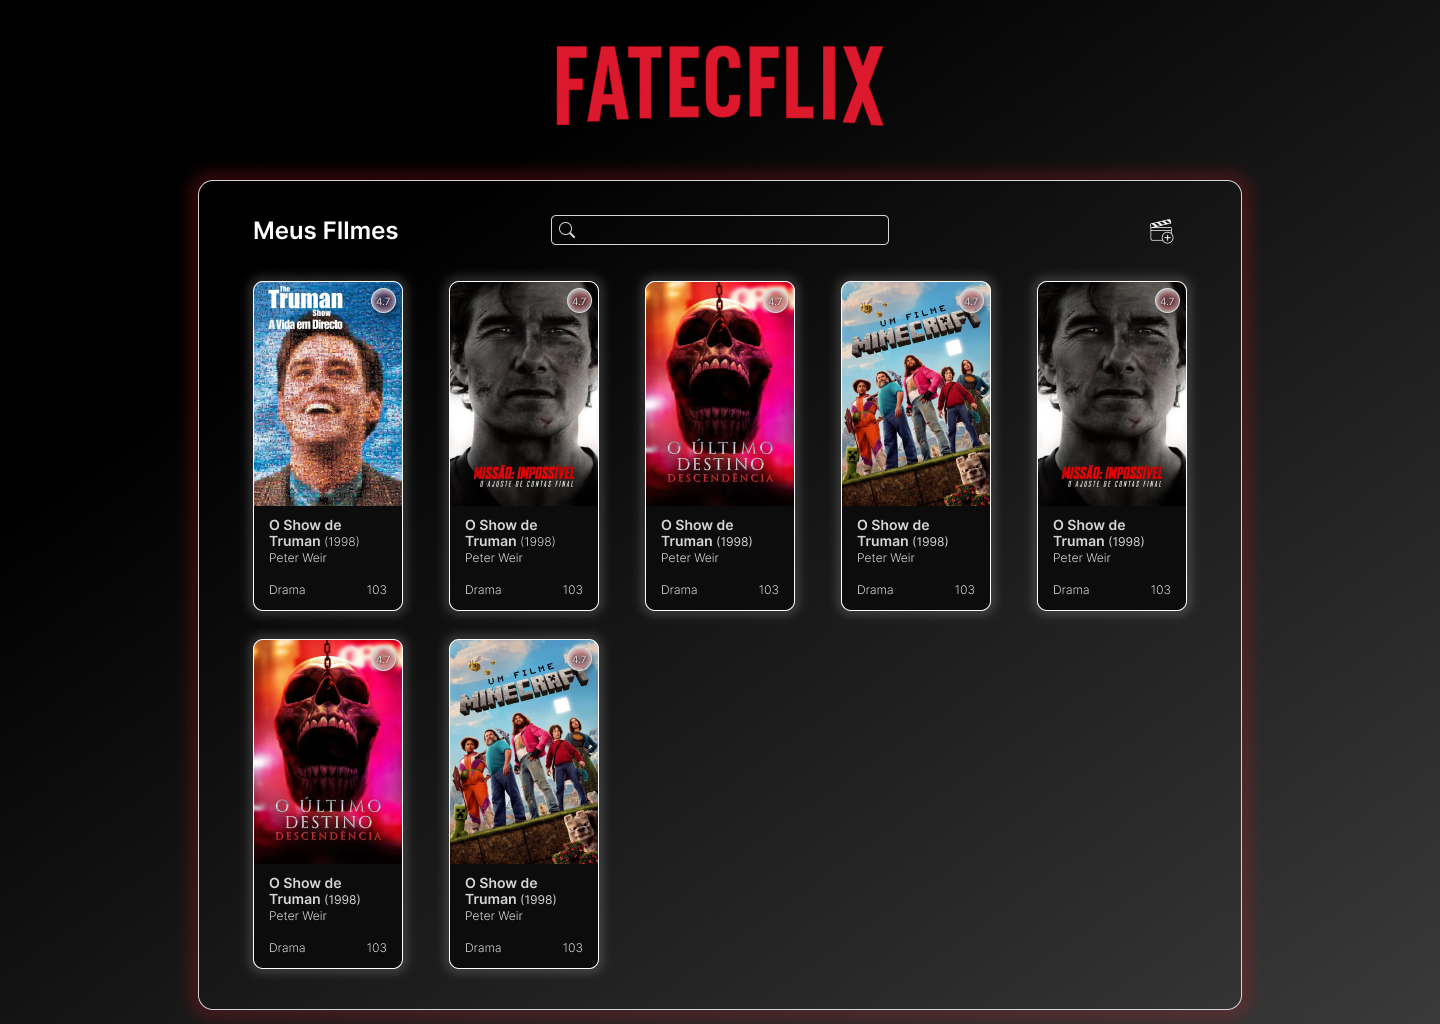 FATECFLIX
Meus FIlmes
The
Truman
Show
A Vida em Directo
4.7
O Show de
Truman (1998)
Peter Weir
Drama 103
4.7
MISSÃO: IMPOSSÍVEL
O AJUSTE DE CONTAS FINAL
O Show de
Truman (1998)
Peter Weir
Drama 103
4.7
O ÚLTIMO
DESTINO
DESCENDÊNCIA
O Show de
Truman (1998)
Peter Weir
Drama 103
4.7
UM FILME
MINECRAFT
O Show de
Truman (1998)
Peter Weir
Drama 103
4.7
MISSÃO: IMPOSSÍVEL
O AJUSTE DE CONTAS FINAL
O Show de
Truman (1998)
Peter Weir
Drama 103
4.7
O ÚLTIMO
DESTINO
DESCENDÊNCIA
O Show de
Truman (1998)
Peter Weir
Drama 103
4.7
UM FILME
MINECRAFT
O Show de
Truman (1998)
Peter Weir
Drama 103